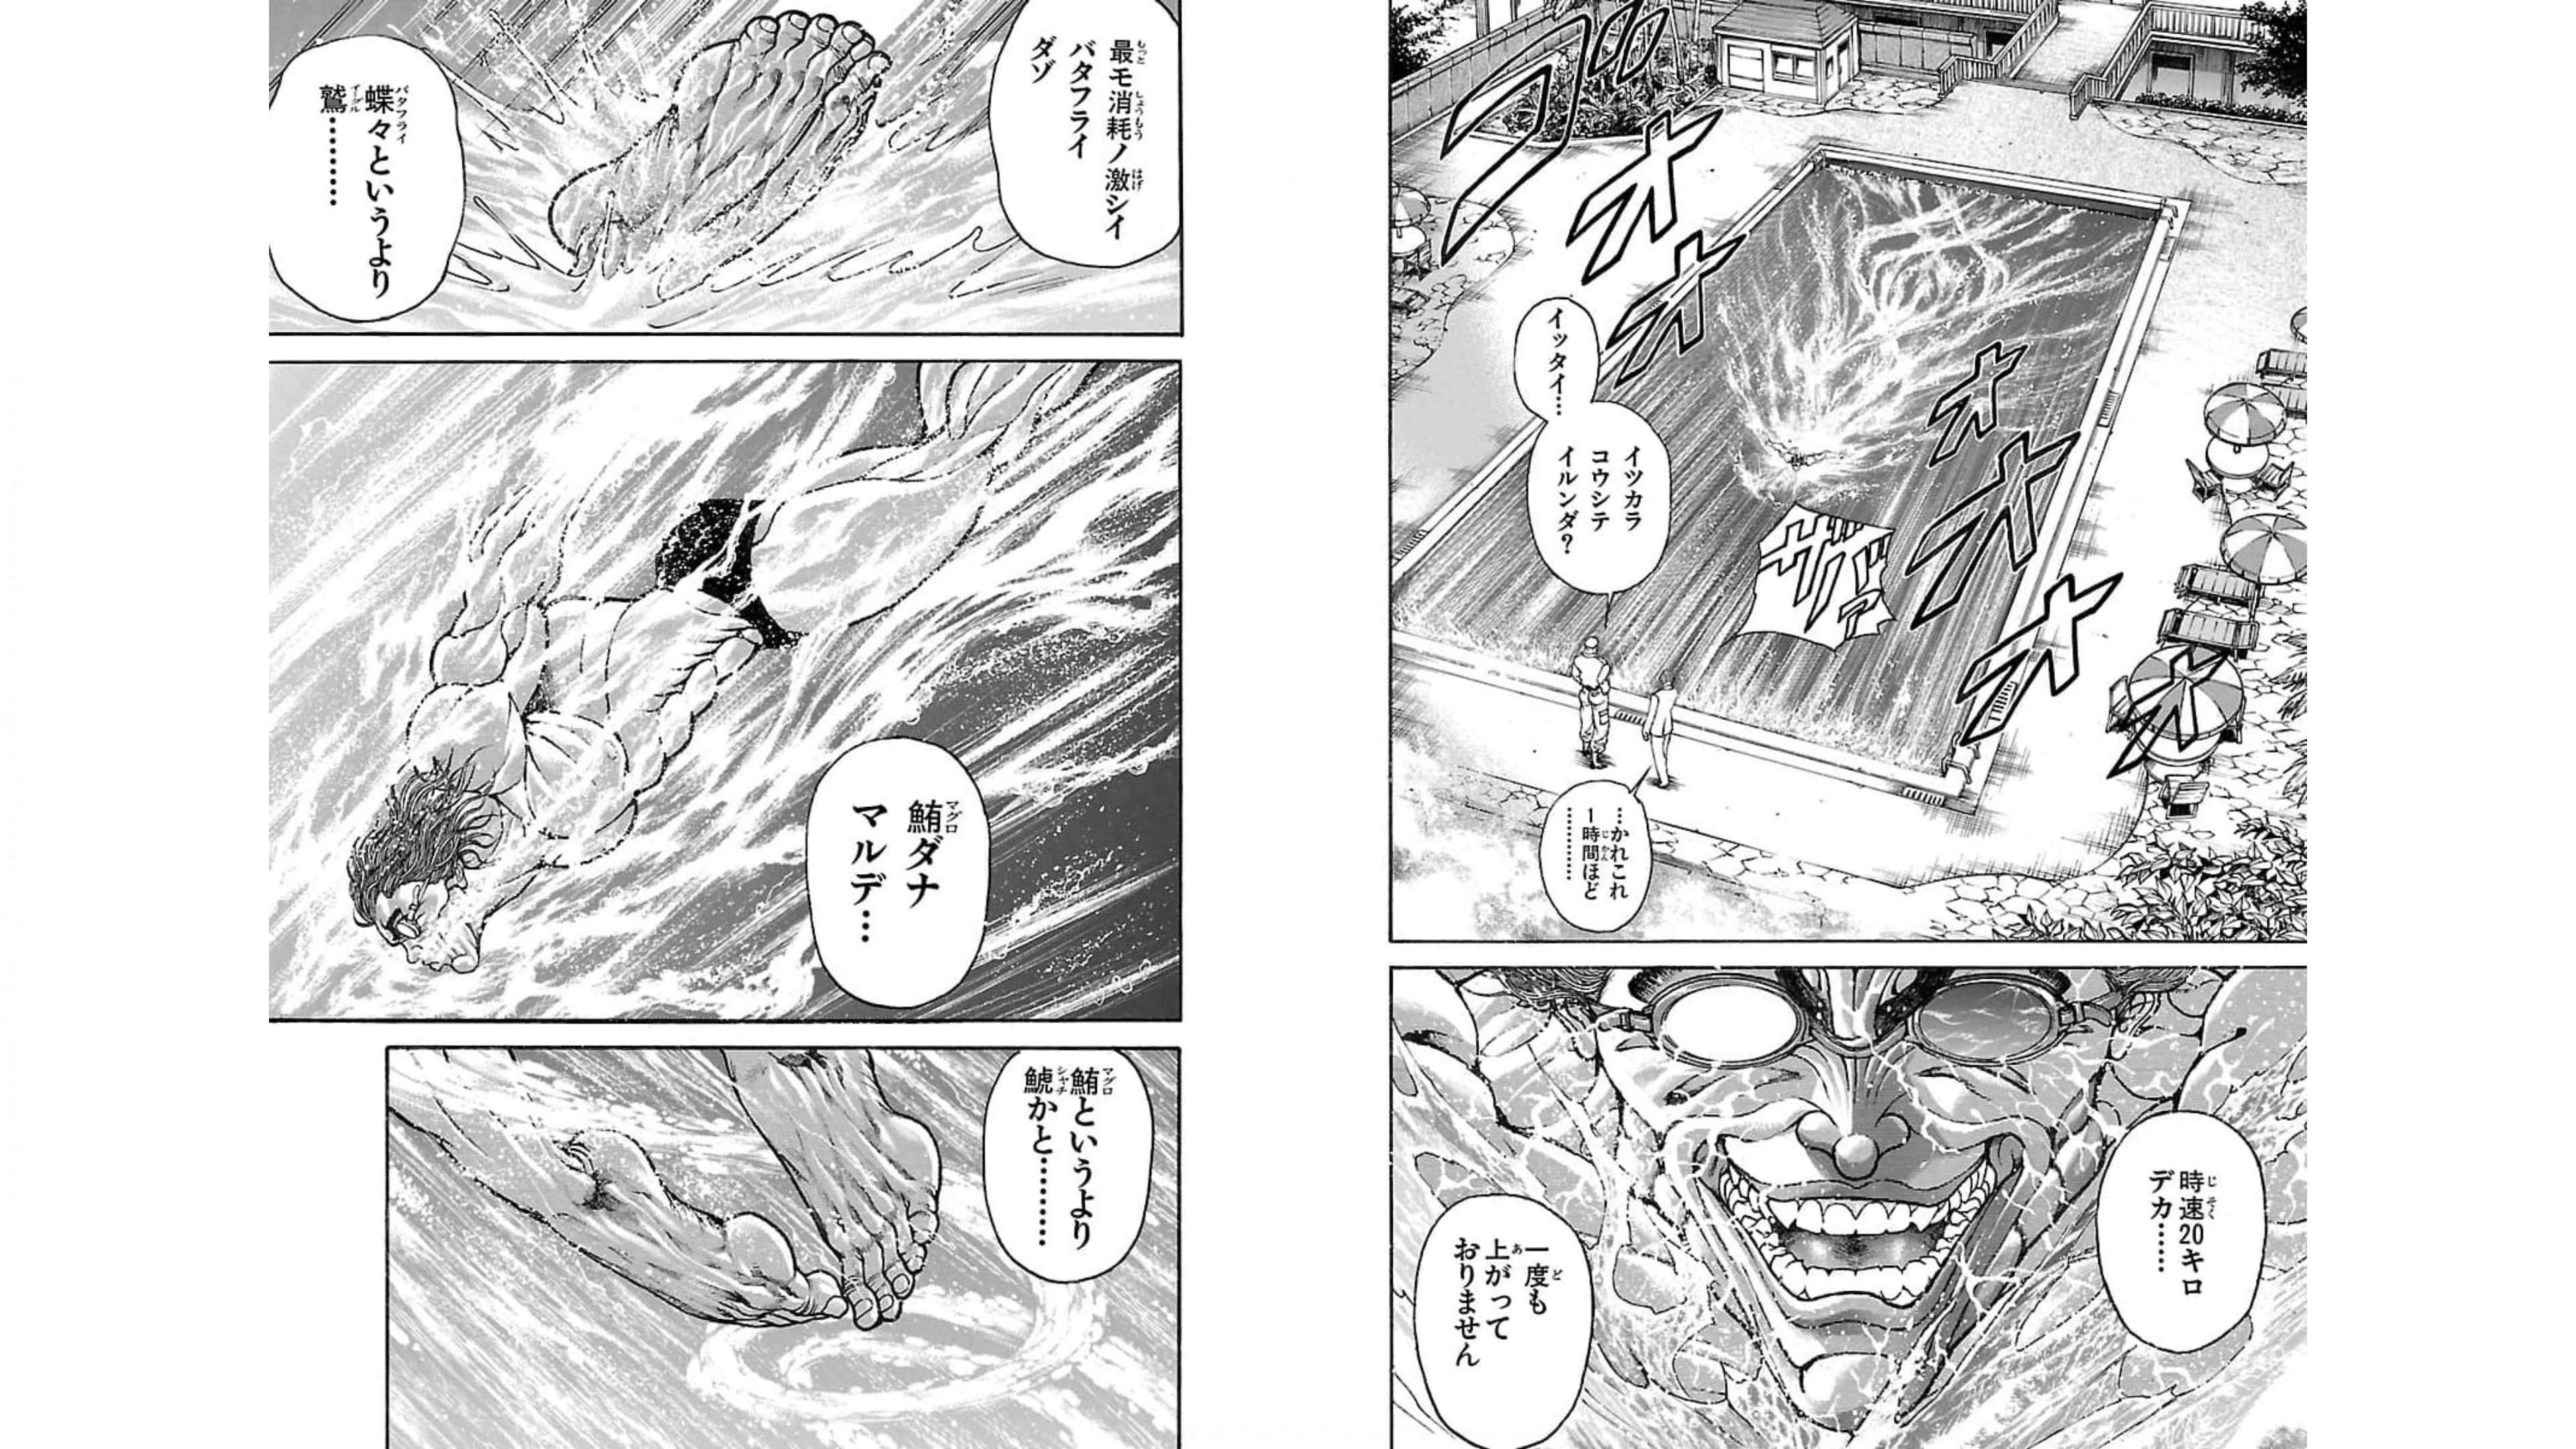 ゴオオオオオオ
イッタイ…
イツカラ
コウシテ
イルンダ？
ザバァ
…かれこれ
1時間ほど
…………
時速20キロ
デカ……
一度も
上がって
おりません
最モ消耗ノ激シイ
バタフライ
ダゾ
蝶々というより
鷲…………
鮪ダナ
マルデ…
鮪というより
鯱かと…………